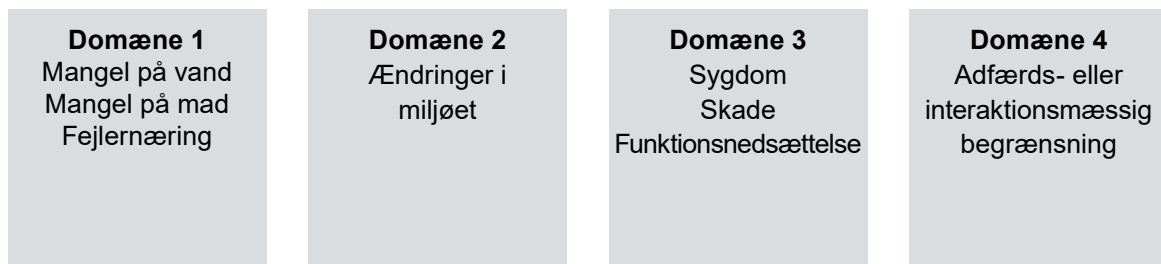 Domæne 1
Mangel på vand
Mangel på mad
Fejlernæring
Domæne 2
Ændringer i
miljøet
Domæne 3
Sygdom
Skade
Funktionsnedsættelse
Domæne 4
Adfærds- eller
interaktionsmæssig
begrænsning